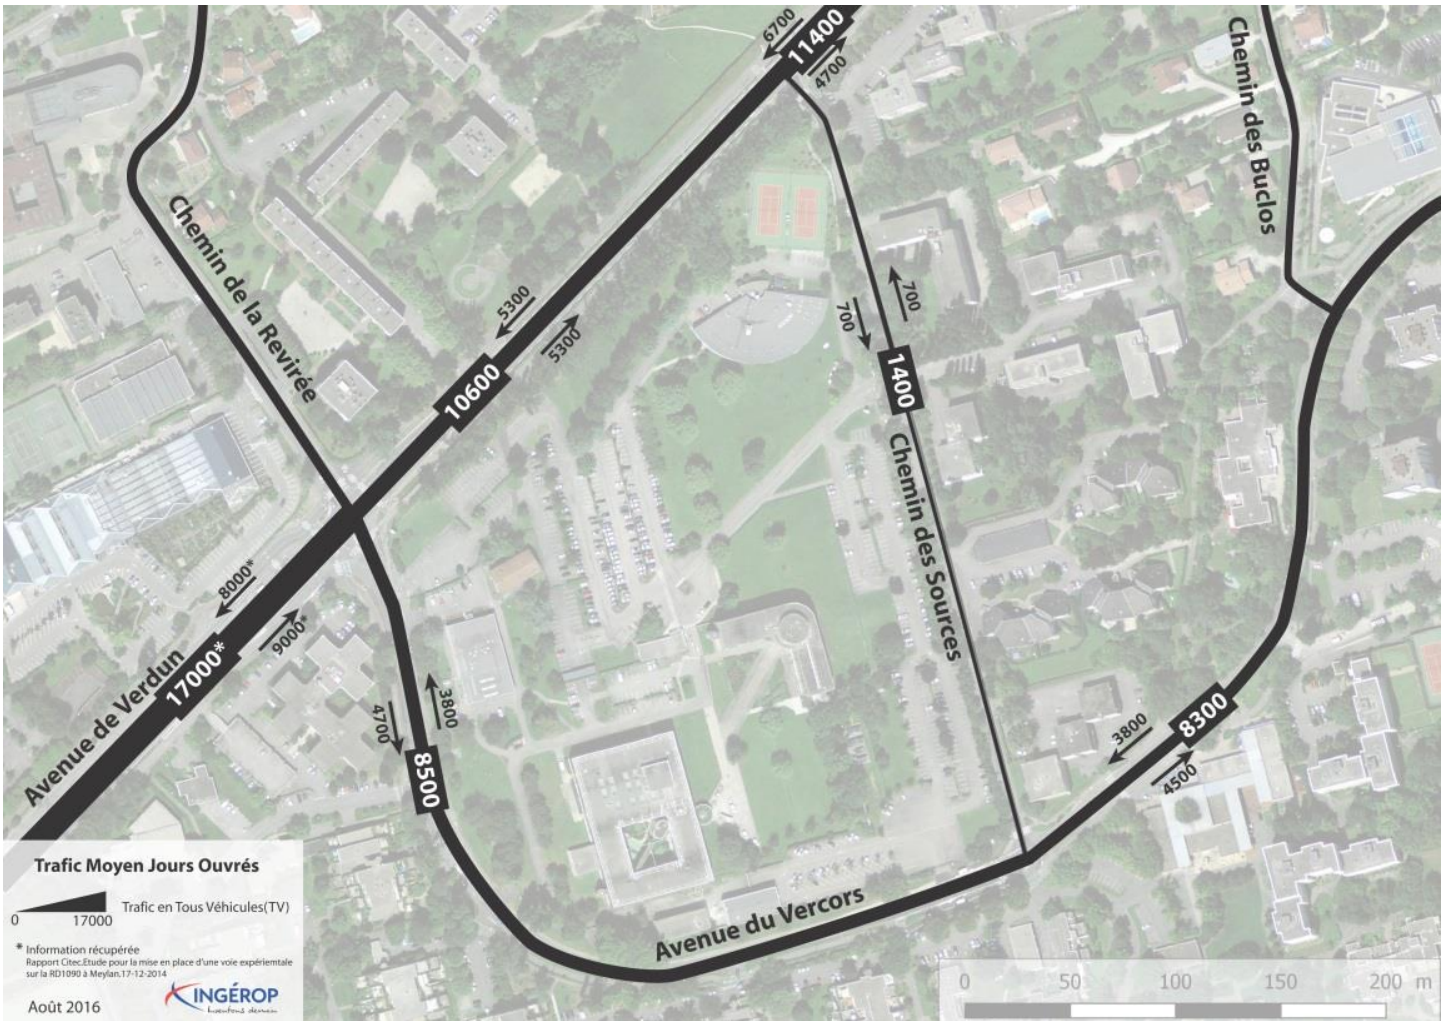 6700
11400
4700
Chemin des Buclos
Chemin de la Revirée
5300
5300
700
700
10600
1400
Chemin des Sources
8000*
9000*
17000*
Avenue de Verdun
4700
3800
8500
3800
8300
4500
Avenue du Vercors
Trafic Moyen Jours Ouvrés
Trafic en Tous Véhicules(TV)
0 17000
* Information récupérée
Rapport Citec.Etude pour la mise en place d'une voie expériemtale
sur la RD1090 à Meylan.17-12-2014
Août 2016
INGÉROP
Inventons demain
0 50 100 150 200 m